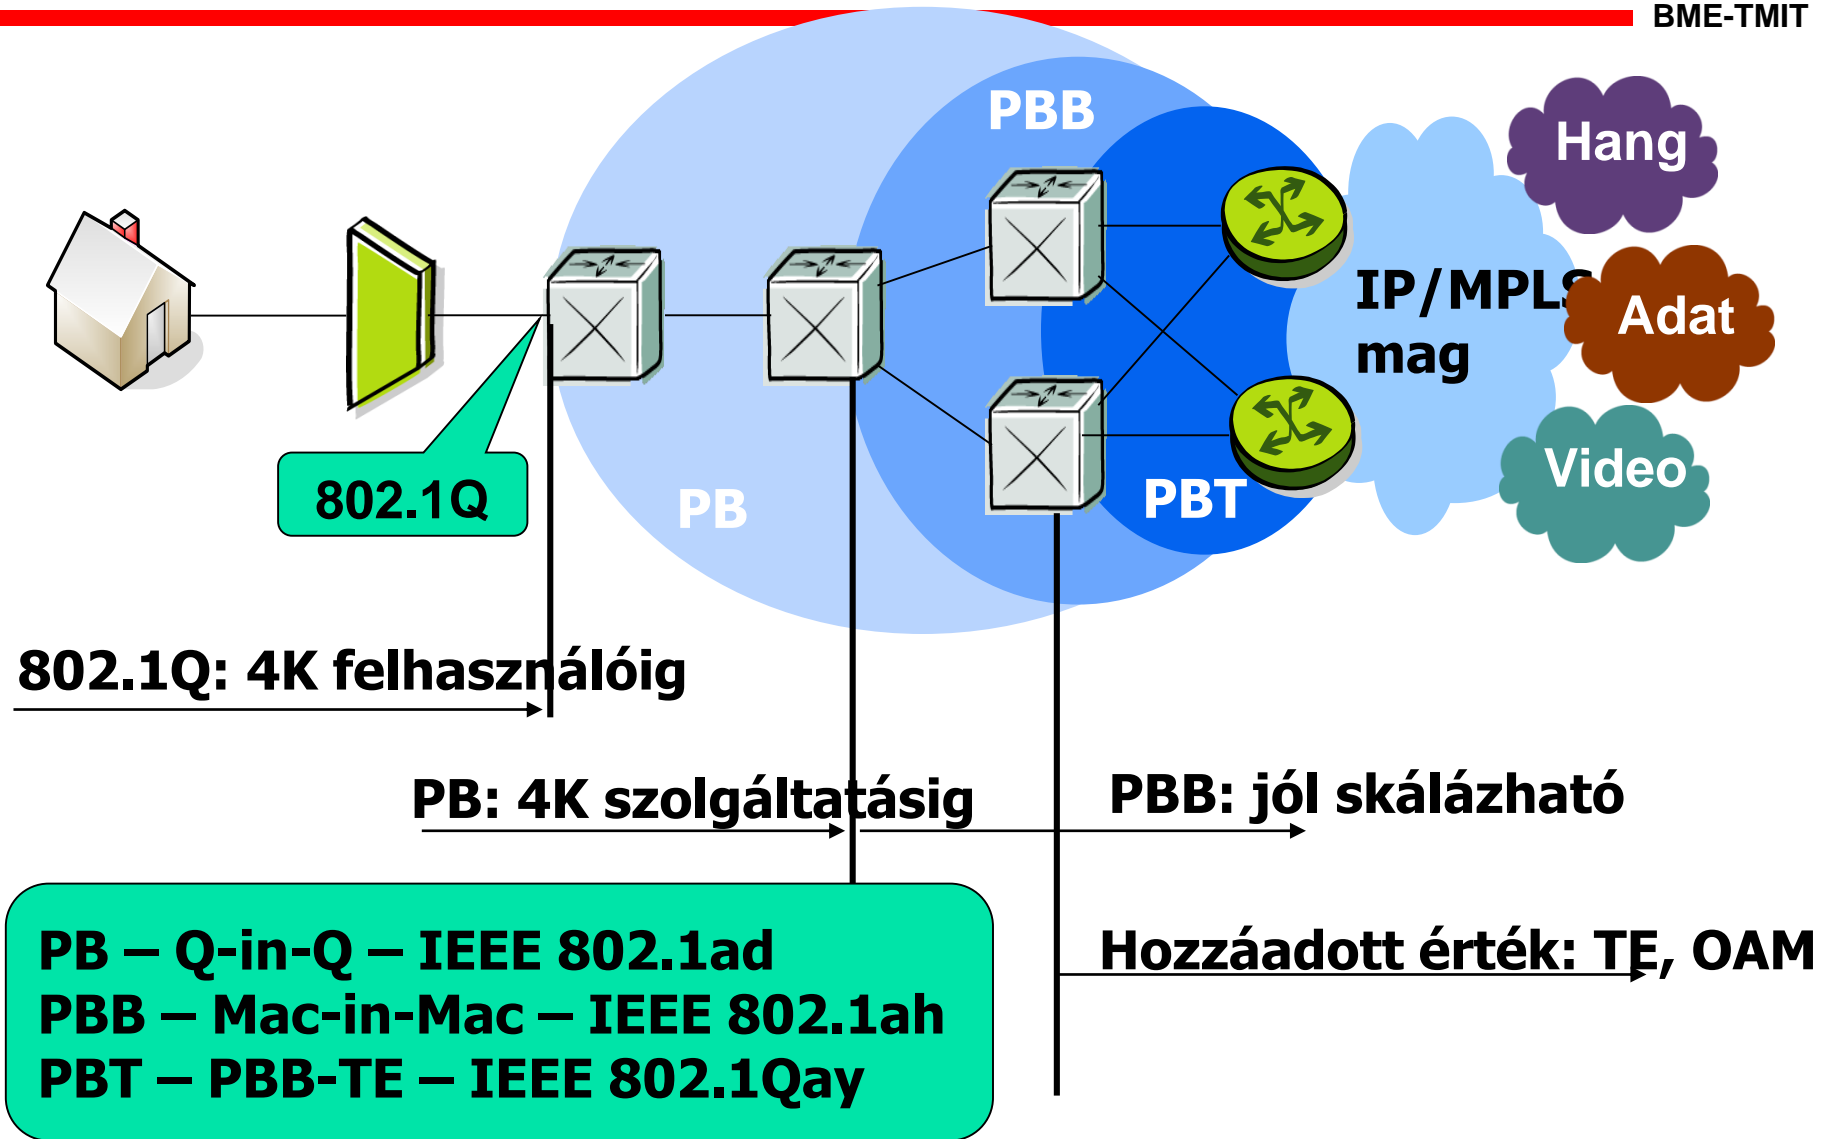 BME-TMIT
PBB
Hang
IP/MPLS
mag
Adat
Video
802.1Q
PB
PBT
802.1Q: 4K felhasználóig
PB: 4K szolgáltatásig
PBB: jól skálázható
Hozzáadott érték: TE, OAM
PB – Q-in-Q – IEEE 802.1ad
PBB – Mac-in-Mac – IEEE 802.1ah
PBT – PBB-TE – IEEE 802.1Qay